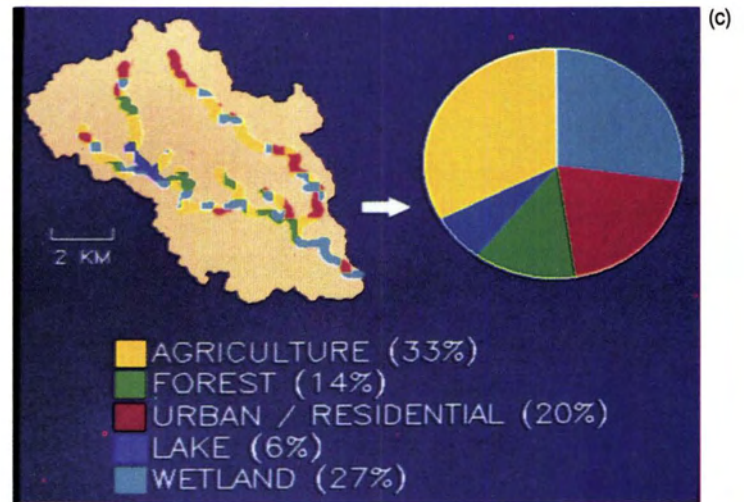 (c)
2 KM
AGRICULTURE (33%)
FOREST (14%)
URBAN / RESIDENTIAL (20%)
LAKE (6%)
WETLAND (27%)